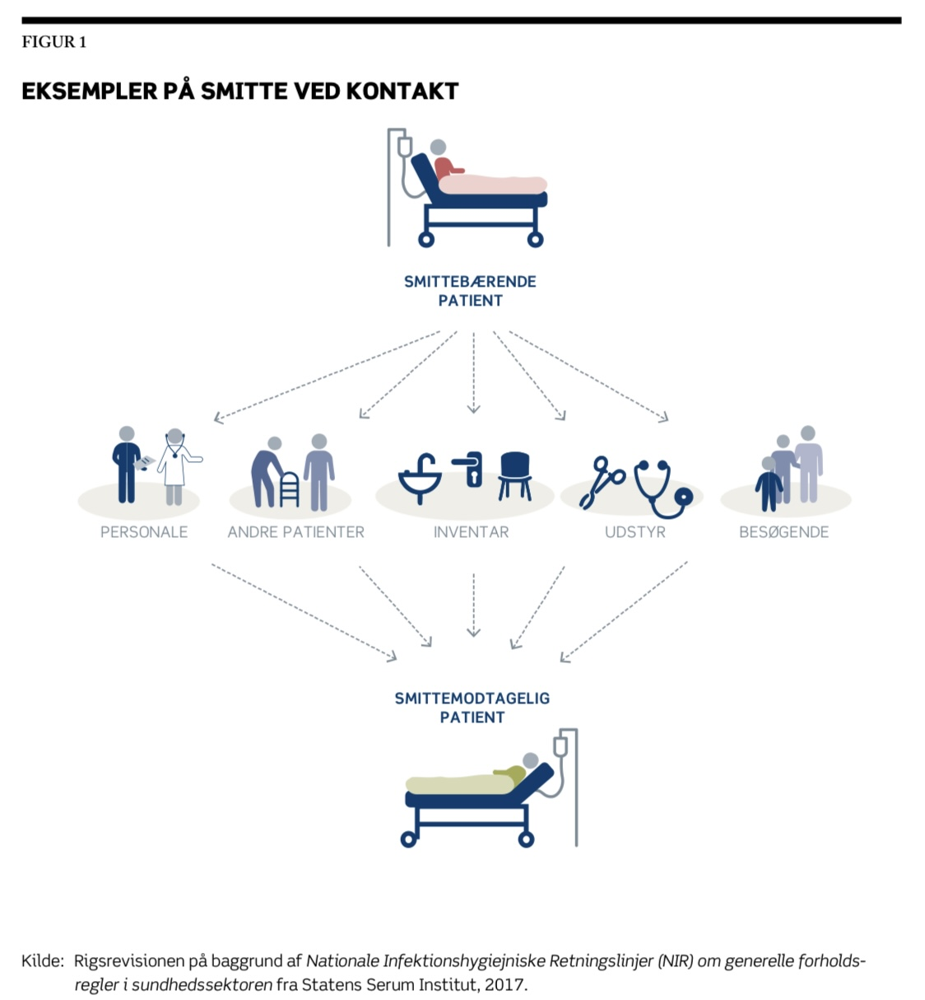 FIGUR 1
EKSEMPLER PÅ SMITTE VED KONTAKT
SMITTEBÆRENDE
PATIENT
PERSONALE
ANDRE PATIENTER
INVENTAR
UDSTYR
BESØGENDE
SMITTEMODTAGELIG
PATIENT
Kilde: Rigsrevisionen på baggrund af Nationale Infektionshygiejniske Retningslinjer (NIR) om generelle forholds-
regler i sundhedssektoren fra Statens Serum Institut, 2017.